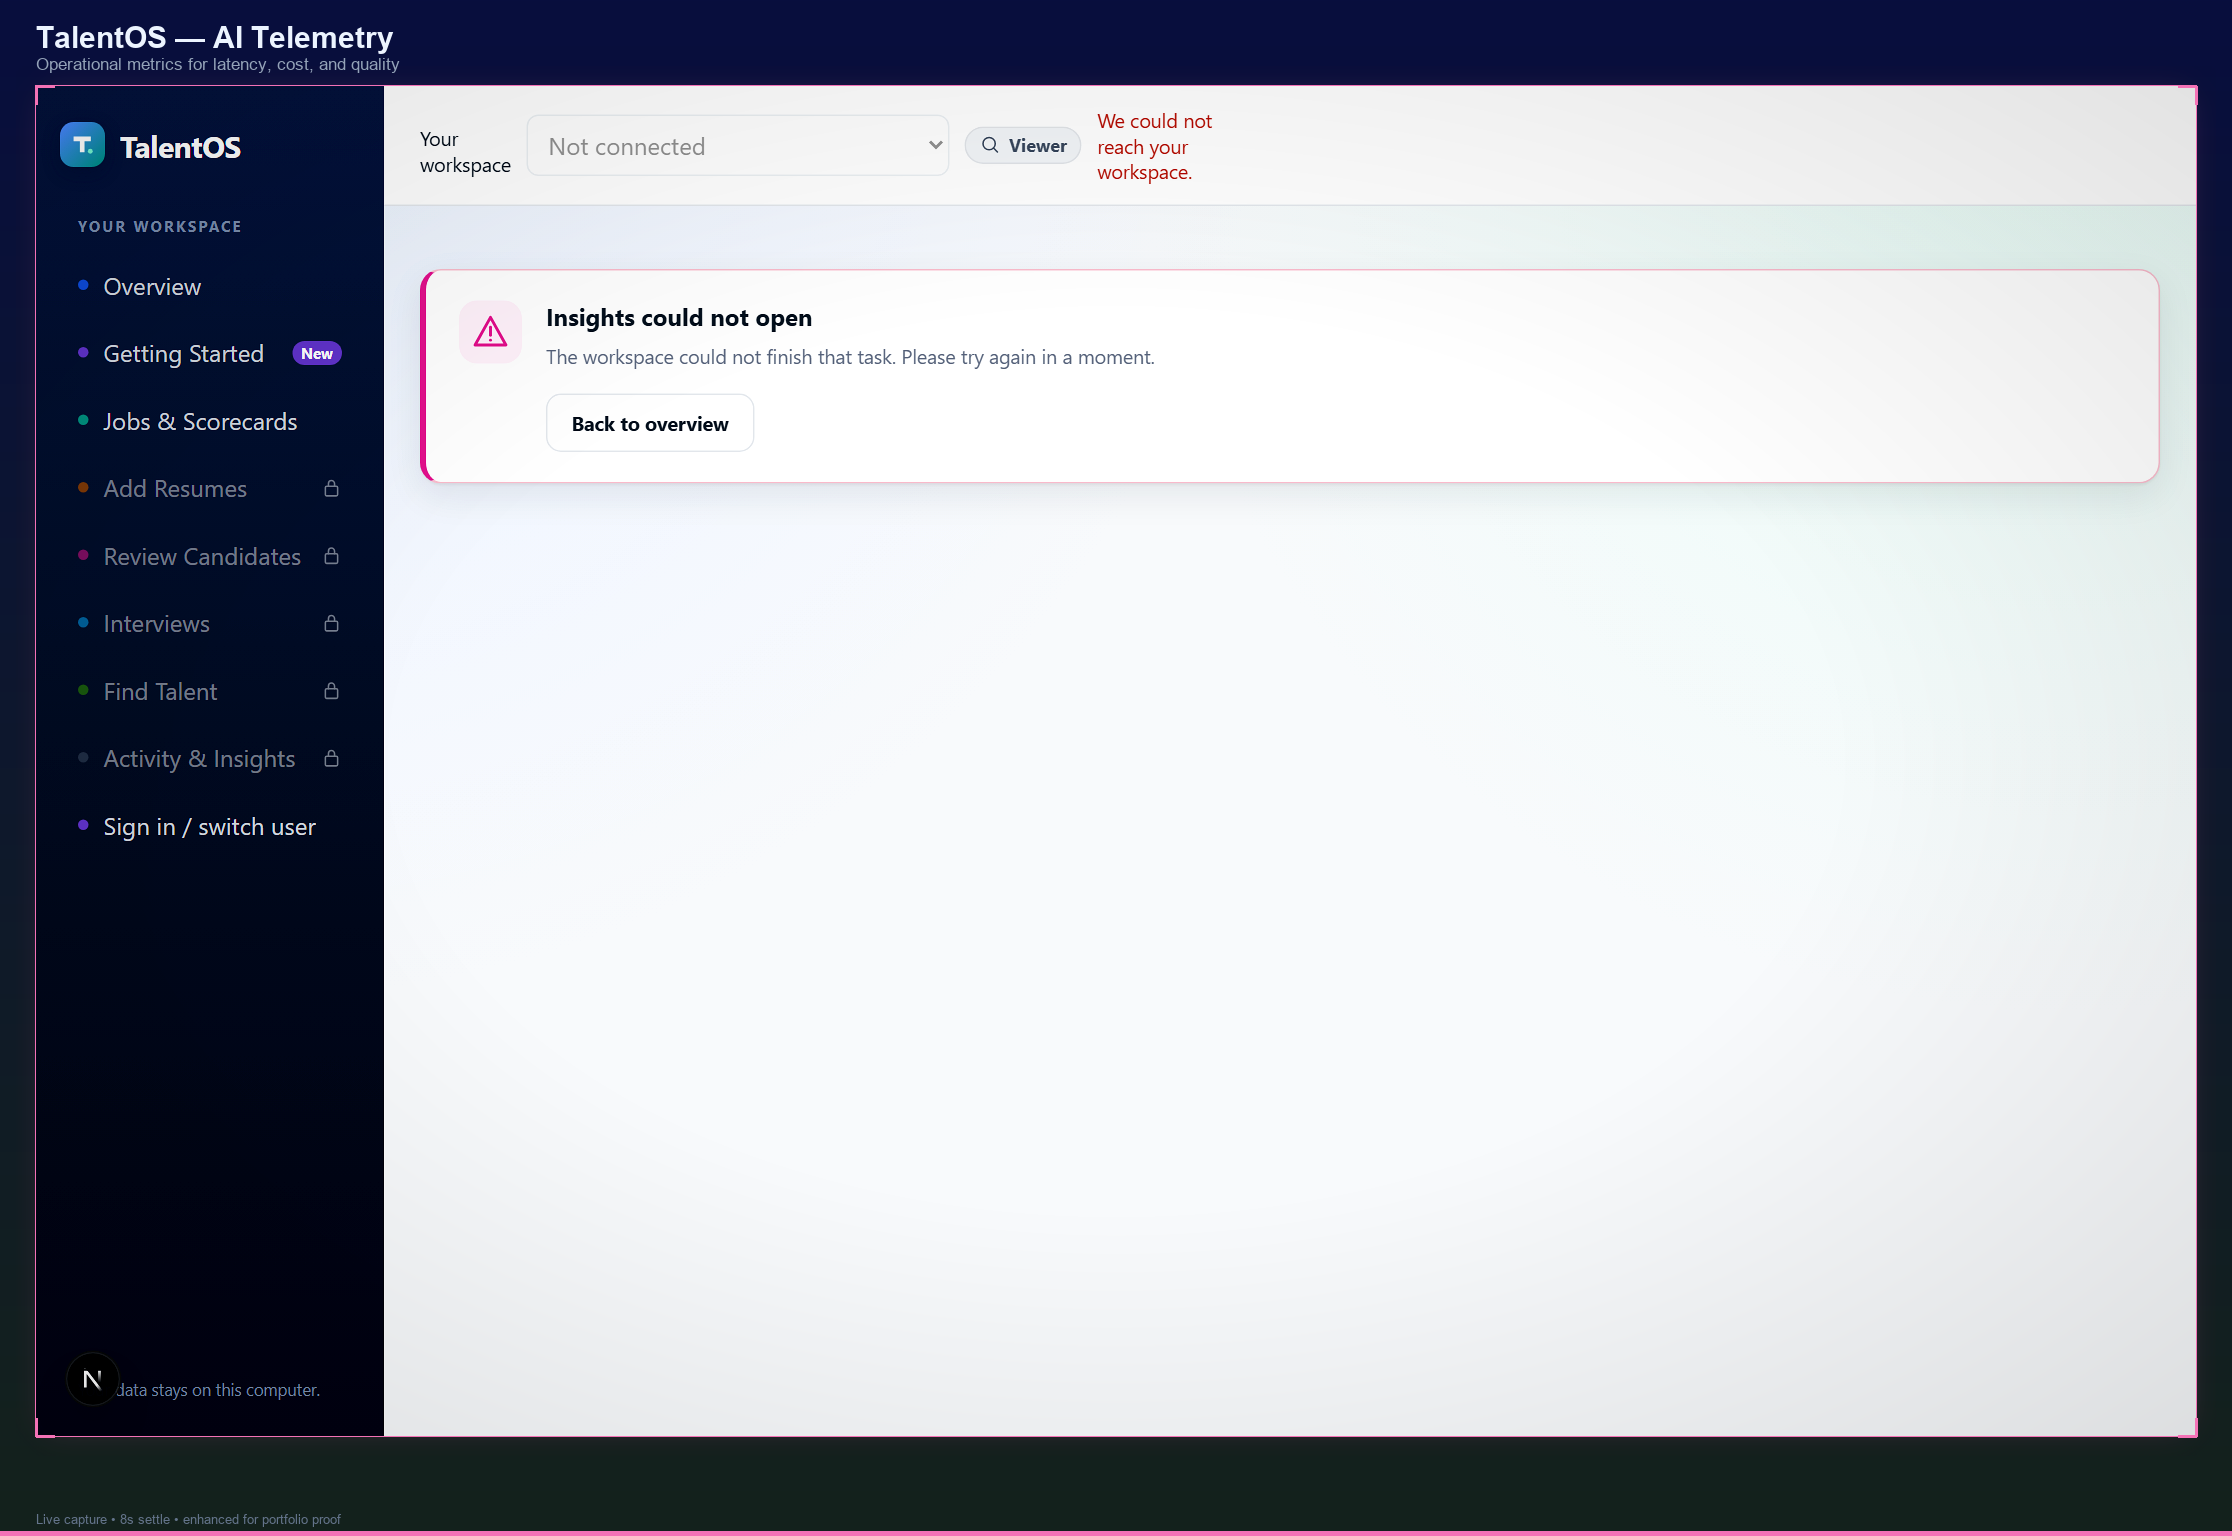 TalentOS — AI Telemetry
Operational metrics for latency, cost, and quality
T.
TalentOS
YOUR WORKSPACE
Overview
Getting Started New
Jobs & Scorecards
Add Resumes
Review Candidates
Interviews
Find Talent
Activity & Insights
Sign in / switch user
N
data stays on this computer.
Your
workspace
Not connected
Viewer
We could not
reach your
workspace.
Insights could not open
The workspace could not finish that task. Please try again in a moment.
Back to overview
Live capture • 8s settle • enhanced for portfolio proof